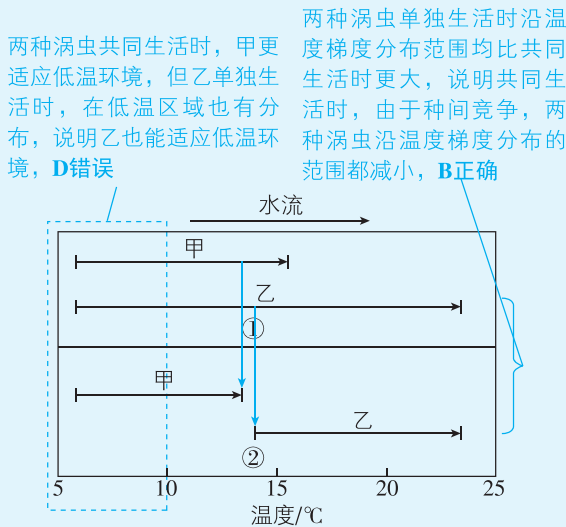 两种涡虫共同生活时,甲更
适应低温环境,但乙单独生
活时,在低温区域也有分
布,说明乙也能适应低温环
境,D错误
两种涡虫单独生活时沿温
度梯度分布范围均比共同
生活时更大,说明共同生
活时,由于种间竞争,两
种涡虫沿温度梯度分布的
范围都减小,B正确
水流
甲
乙
①
甲
乙
②
5 10 15 20 25
温度/℃